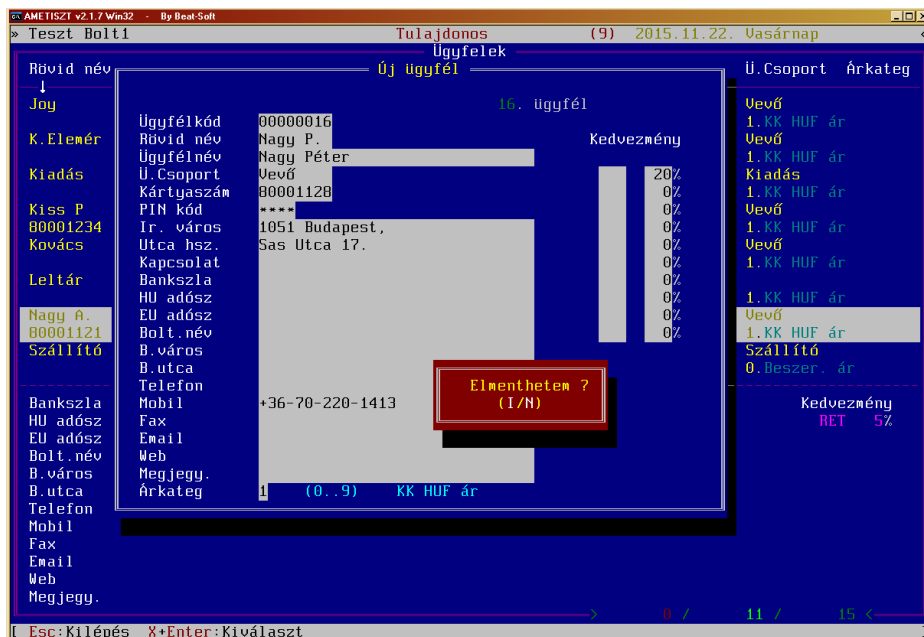 AMETISZT v2.1.7 Win32 - By Beat-Soft
» Teszt Bolt1 Tulajdonos (9) 2015.11.22. Vasárnap «
Ügyfelek
Rövid név Új ügyfél Ü.Csoport Árkateg
↓
Joy 16. ügyfél Vevő
Ügyfélkód 00000016 1.KK HUF ár
K.Elemér Rövid név Nagy P. Kedvezmény Vevő
Ügyfélnév Nagy Péter 1.KK HUF ár
Kiadás Ü.Csoport Vevő 20% Kiadás
Kártyaszám 80001128 0% 1.KK HUF ár
Kiss P PIN kód **** 0% Vevő
80001234 Ir. város 1051 Budapest, 0% 1.KK HUF ár
Kovács Utca hsz. Sas Utca 17. 0% Vevő
Kapcsolat 0% 1.KK HUF ár
Leltár Bankszla 0%
HU adósz 0% 1.KK HUF ár
Nagy A. EU adósz 0% Vevő
80001121 Bolt.név 0% 1.KK HUF ár
Szállító B.város Szállító
B.utca 0.Beszer. ár
Telefon Elmenthetem ?
Bankszla Mobil +36-70-220-1413 (I/N) Kedvezmény
HU adósz Fax RET 5%
EU adósz Email
Bolt.név Web
B.város Megjegy.
B.utca Árkateg 1 (0..9) KK HUF ár
Telefon
Mobil
Fax
Email
Web
Megjegy.
> 0 / 11 / 15 <
[ Esc:Kilépés X+Enter:Kiválaszt